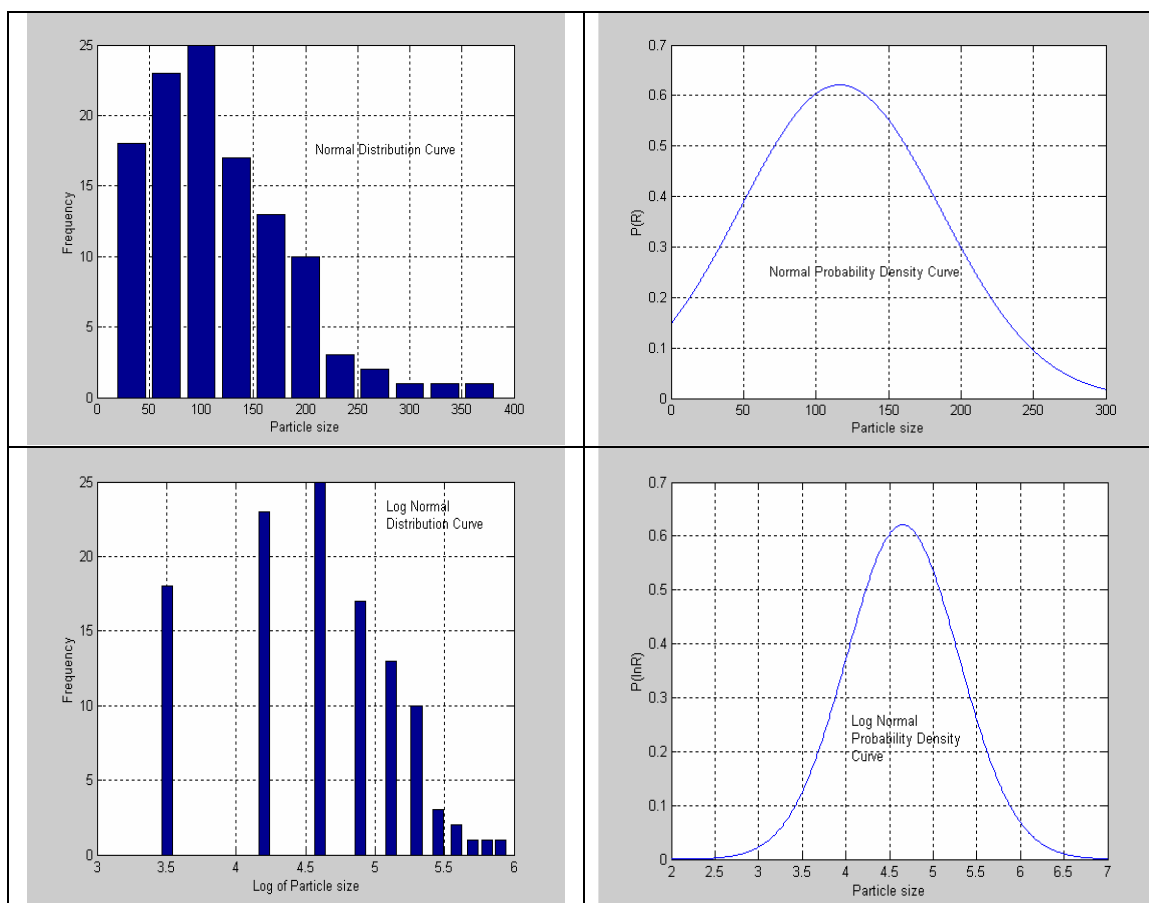 25
20
15
10
5
0
Frequency
Normal Distribution Curve
0 50 100 150 200 250 300 350 400
Particle size
0.7
0.6
0.5
0.4
0.3
0.2
0.1
0
P(R)
Normal Probability Density Curve
0 50 100 150 200 250 300
Particle size
25
20
15
10
5
0
Frequency
Log Normal
Distribution Curve
3 3.5 4 4.5 5 5.5 6
Log of Particle size
0.7
0.6
0.5
0.4
0.3
0.2
0.1
0
P(lnR)
Log Normal
Probability Density
Curve
2 2.5 3 3.5 4 4.5 5 5.5 6 6.5 7
Particle size